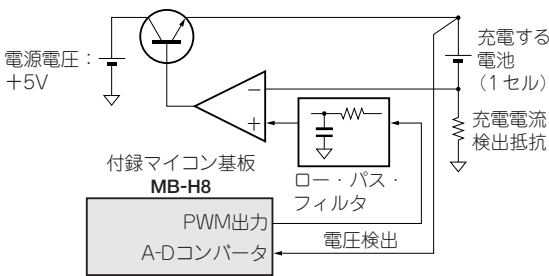 電源電圧：
＋5V
充電する
電池
（1セル）
－
＋
充電電流
検出抵抗
付録マイコン基板
MB-H8
ロー・パス・
フィルタ
PWM出力
A-Dコンバータ
電圧検出